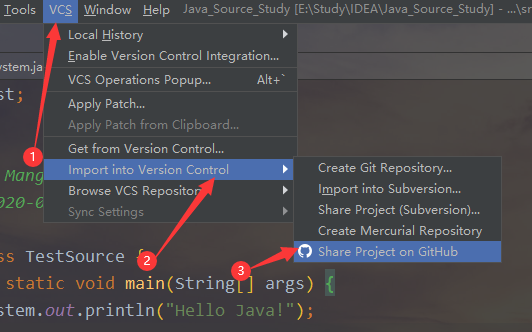 Tools VCS Window Help Java_Source_Study [E:\Study\IDEA\Java_Source_Study] - ...\sr
Local History
Enable Version Control Integration...
ystem.ja
VCS Operations Popup... Alt+`
st;
Apply Patch...
Apply Patch from Clipboard...
Get from Version Control...
1
Mang
Import into Version Control
Create Git Repository...
020-0
Browse VCS Repository
Import into Subversion...
Sync Settings
Share Project (Subversion)...
Create Mercurial Repository
ss TestSource {
2
3
Share Project on GitHub
static void main(String[] args) {
stem.out.println("Hello Java!");